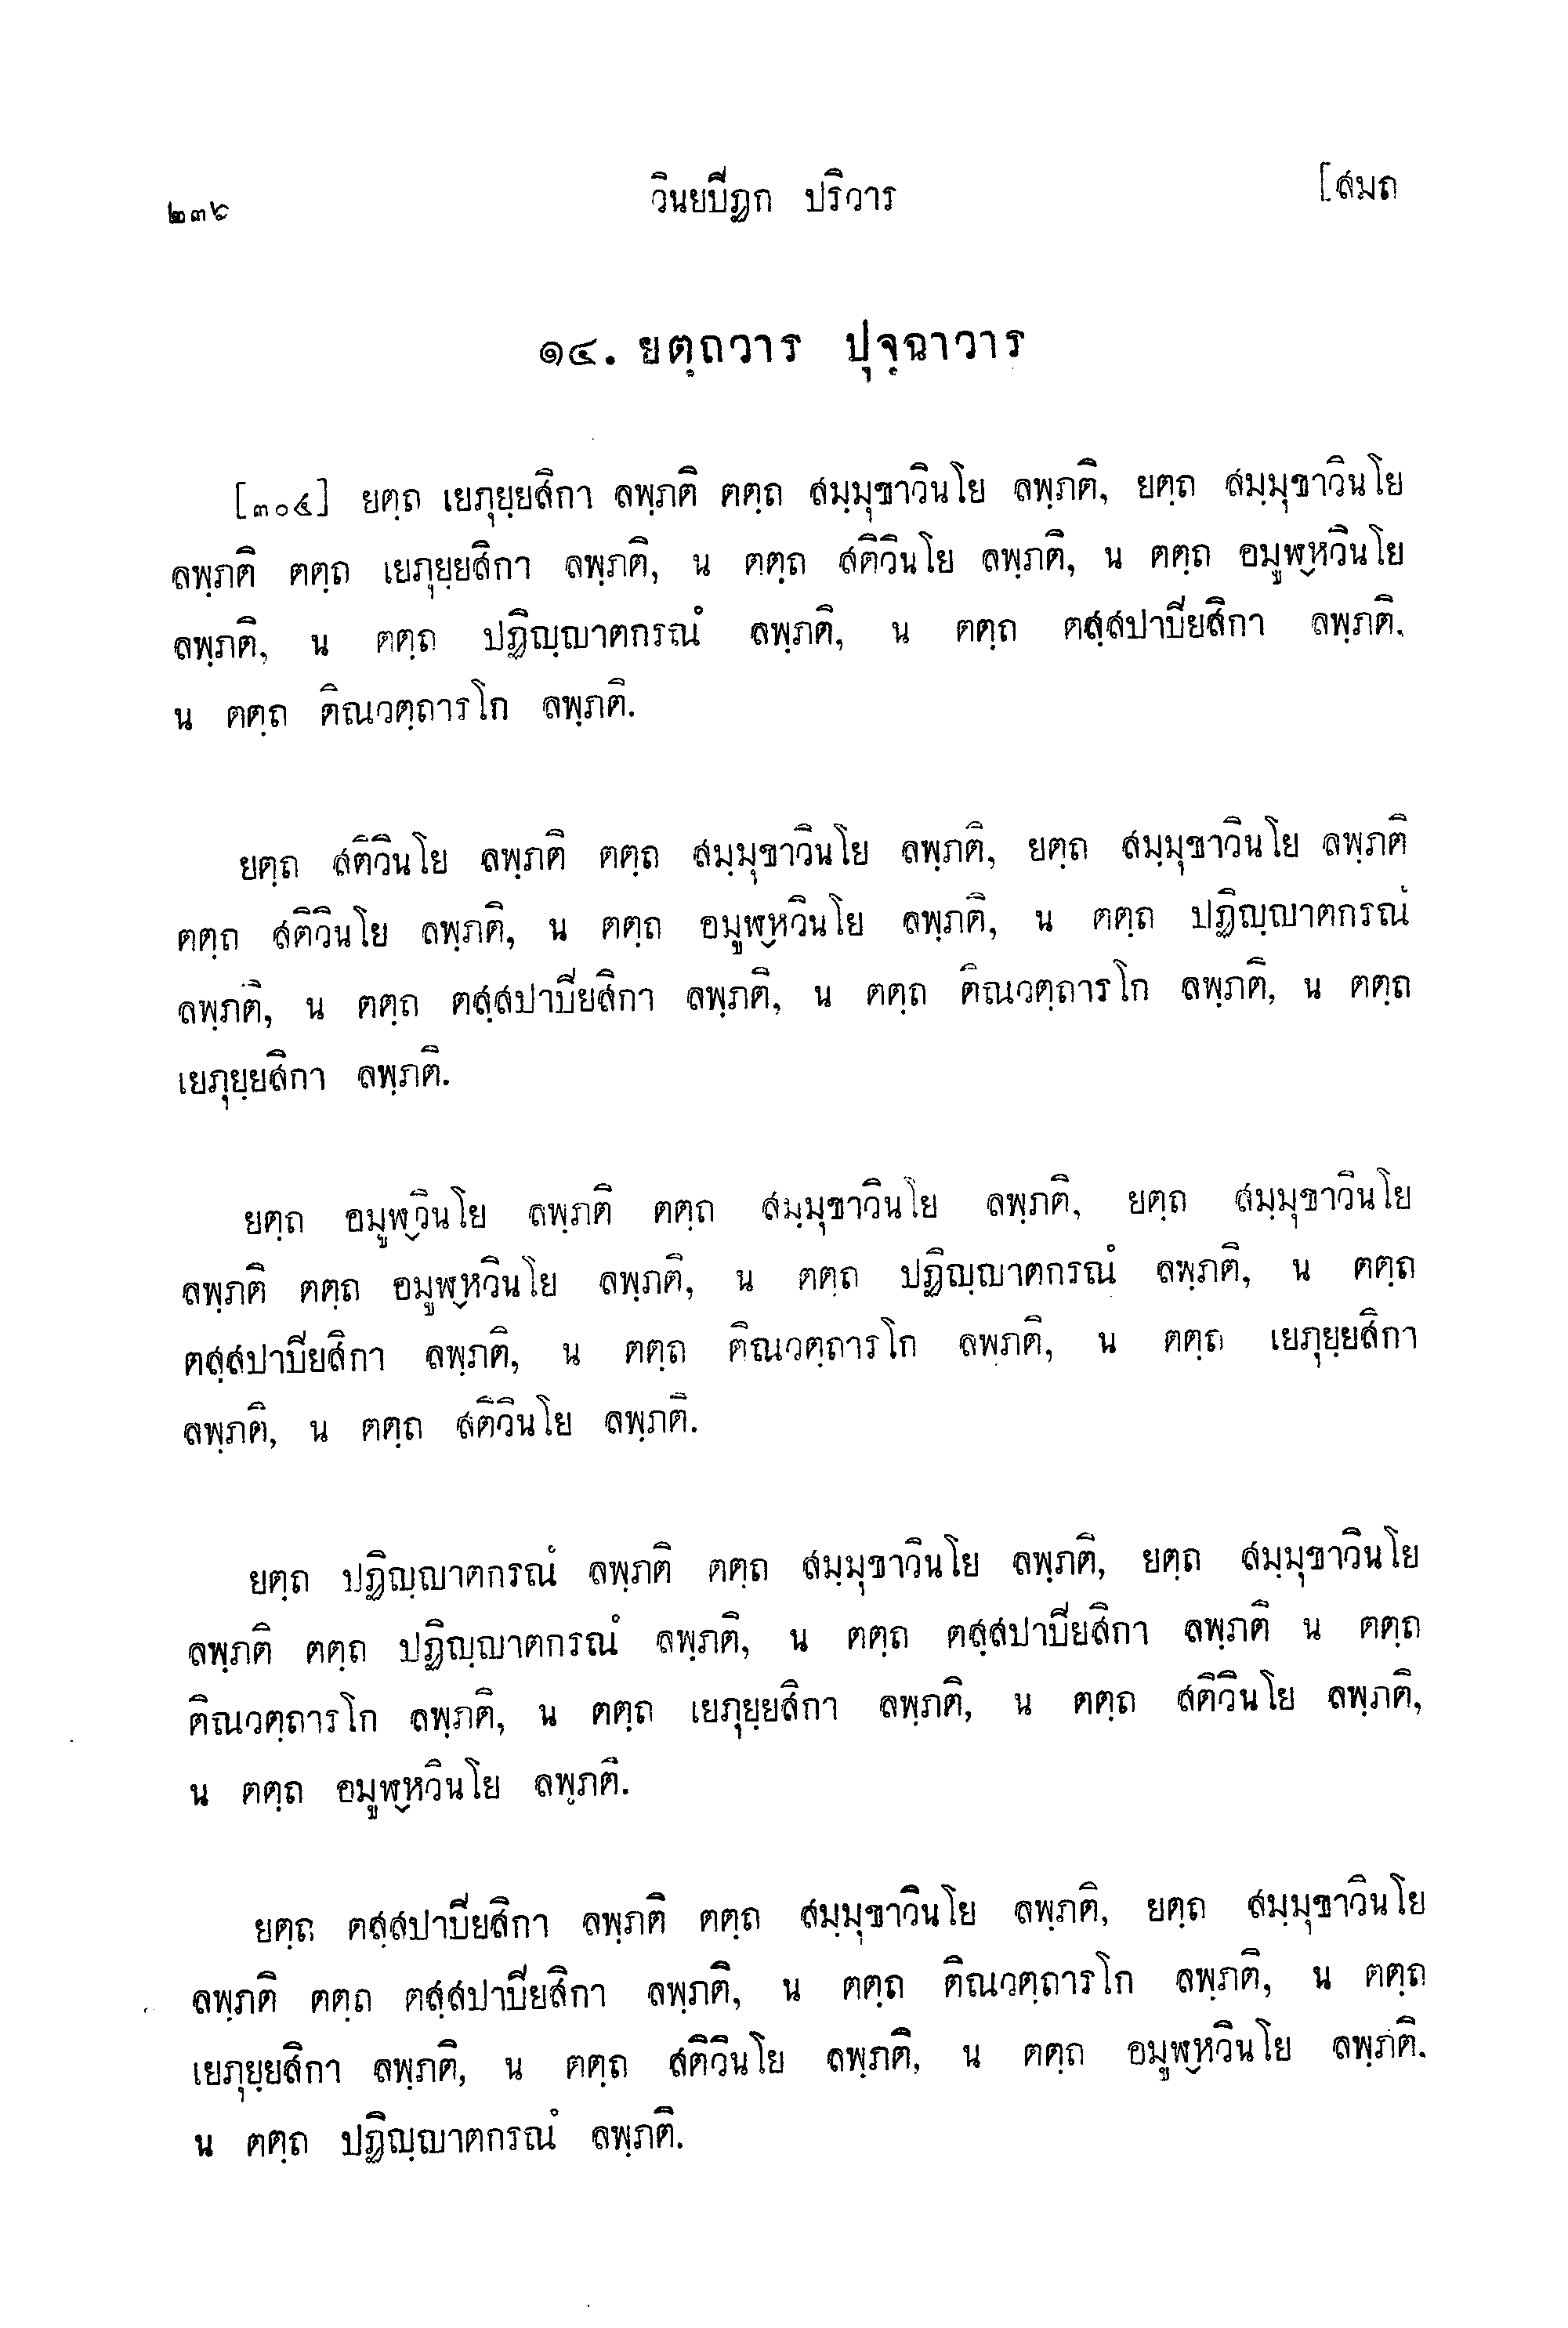 ๒๓๖ วินยปีฏก ปริวาร [สมถ
๑๔. ยตฺถวาร ปุจฺฉาวาร
[๓๐๕] ยตฺถ เยภุยฺยสิกา ลพฺภติ ตตฺถ สมฺมุขาวินโย ลพฺภติ, ยตฺถ สมฺมุขาวินโย
ลพฺภติ ตตฺถ เยภุยฺยสิกา ลพฺภติ, น ตตฺถ สติวินโย ลพฺภติ, น ตตฺถ อมูฬฺหวินโย
ลพฺภติ, น ตตฺถ ปฏิญฺญาตกรณํ ลพฺภติ, น ตตฺถ ตสฺสปาปียสิกา ลพฺภติ.
น ตตฺถ ติณวตฺถารโก ลพฺภติ.
ยตฺถ สติวินโย ลพฺภติ ตตฺถ สมฺมุขาวินโย ลพฺภติ, ยตฺถ สมฺมุขาวินโย ลพฺภติ
ตตฺถ สติวินโย ลพฺภติ, น ตตฺถ อมูฬฺหวินโย ลพฺภติ, น ตตฺถ ปฏิญฺญาตกรณํ
ลพฺภติ, น ตตฺถ ตสฺสปาปียสิกา ลพฺภติ, น ตตฺถ ติณวตฺถารโก ลพฺภติ, น ตตฺถ
เยภุยฺยสิกา ลพฺภติ.
ยตฺถ อมูฬฺวินโย ลพฺภติ ตตฺถ สมฺมุขาวินโย ลพฺภติ, ยตฺถ สมฺมุขาวินโย
ลพฺภติ ตตฺถ อมูฬฺหวินโย ลพฺภติ, น ตตฺถ ปฏิญฺญาตกรณํ ลพฺภติ, น ตตฺถ
ตสฺสปาปียสิกา ลพฺภติ, น ตตฺถ ติณวตฺถารโก ลพฺภติ, น ตตฺถ เยภุยฺยสิกา
ลพฺภติ, น ตตฺถ สติวินโย ลพฺภติ.
ยตฺถ ปฏิญฺญาตกรณํ ลพฺภติ ตตฺถ สมฺมุขาวินโย ลพฺภติ, ยตฺถ สมฺมุขาวินโย
ลพฺภติ ตตฺถ ปฏิญฺญาตกรณํ ลพฺภติ, น ตตฺถ ตสฺสปาปียสิกา ลพฺภติ น ตตฺถ
ติณวตฺถารโก ลพฺภติ, น ตตฺถ เยภุยฺยสิกา ลพฺภติ, น ตตฺถ สติวินโย ลพฺภติ,
น ตตฺถ อมูฬฺหวินโย ลพฺภติ.
ยตฺถ ตสฺสปาปียสิกา ลพฺภติ ตตฺถ สมฺมุขาวินโย ลพฺภติ, ยตฺถ สมฺมุขาวินโย
ลพฺภติ ตตฺถ ตสฺสปาปียสิกา ลพฺภติ, น ตตฺถ ติณวตฺถารโก ลพฺภติ, น ตตฺถ
เยภุยฺยสิกา ลพฺภติ, น ตตฺถ สติวินโย ลพฺภติ, น ตตฺถ อมูฬฺหวินโย ลพฺภติ.
น ตตฺถ ปฏิญฺญาตกรณํ ลพฺภติ.